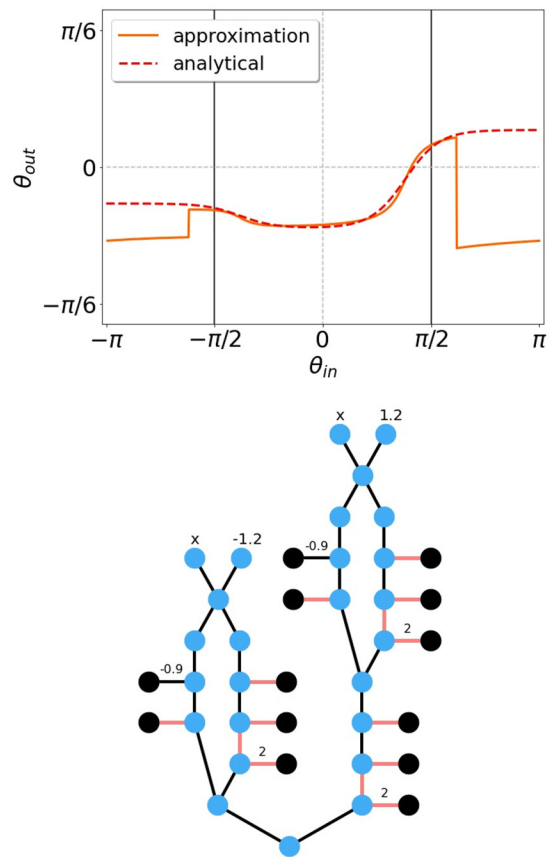 π/6
approximation
analytical
θout
0
−π/6
−π
−π/2
0
π/2
π
θin
x
1.2
-0.9
x
-1.2
2
-0.9
2
2